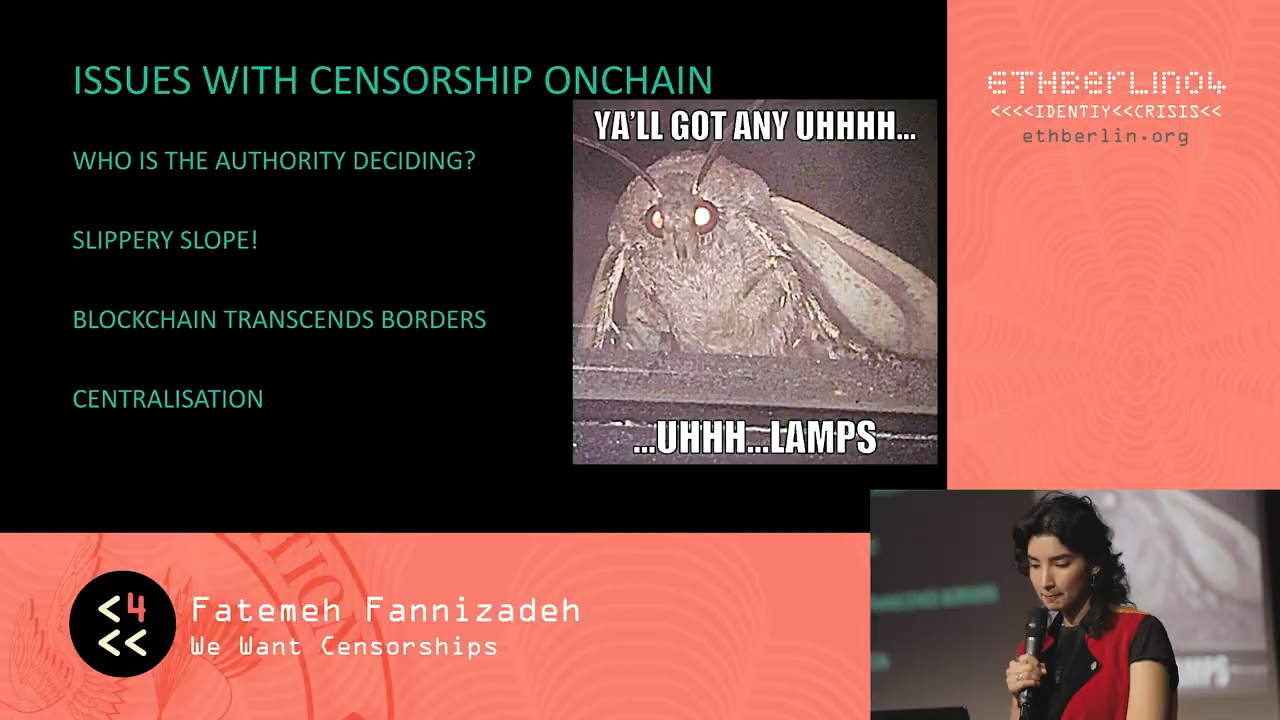 ISSUES WITH CENSORSHIP ONCHAIN
WHO IS THE AUTHORITY DECIDING?
SLIPPERY SLOPE!
BLOCKCHAIN TRANSCENDS BORDERS
CENTRALISATION
YA'LL GOT ANY UHHHH...
...UHHH...LAMPS
ETHBerlin04
<<<<IDENTIY<<CRISIS<<
ethberlin.org
<4
<<
Fatemeh Fannizadeh
We Want Censorships